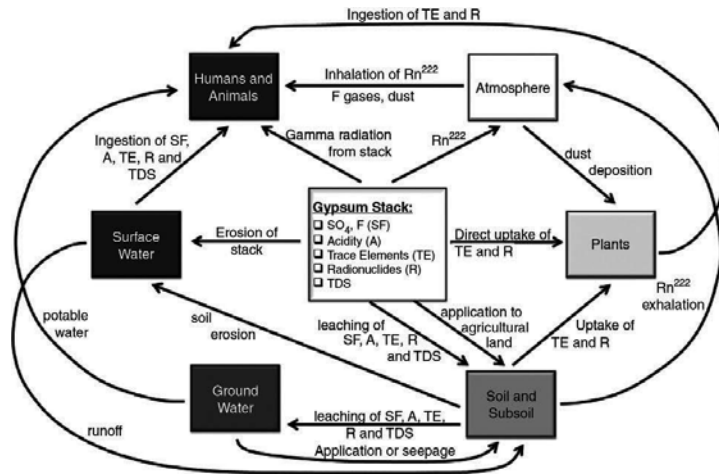 Ingestion of TE and R
Humans and
Animals
Inhalation of Rn²²²
F gases, dust
Atmosphere
Ingestion of SF,
A, TE, R and
TDS
Gamma radiation
from stack
Rn²²²
dust
deposition
Surface
Water
Erosion of
stack
Gypsum Stack:
❑ SO₄, F (SF)
❑ Acidity (A)
❑ Trace Elements (TE)
❑ Radionuclides (R)
❑ TDS
Direct uptake of
TE and R
Plants
Rn²²²
exhalation
potable
water
soil
erosion
leaching of
SF, A, TE, R
and TDS
application to
agricultural
land
Uptake of
TE and R
Ground
Water
leaching of SF, A, TE,
R and TDS
Soil and
Subsoil
runoff
Application or seepage